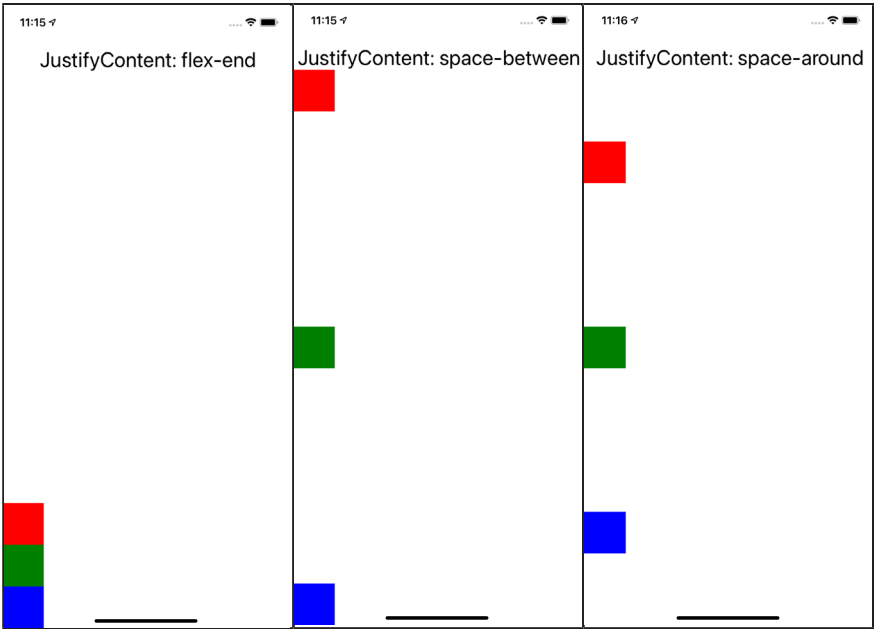 11:15
JustifyContent: flex-end
11:15
JustifyContent: space-between
11:16
JustifyContent: space-around